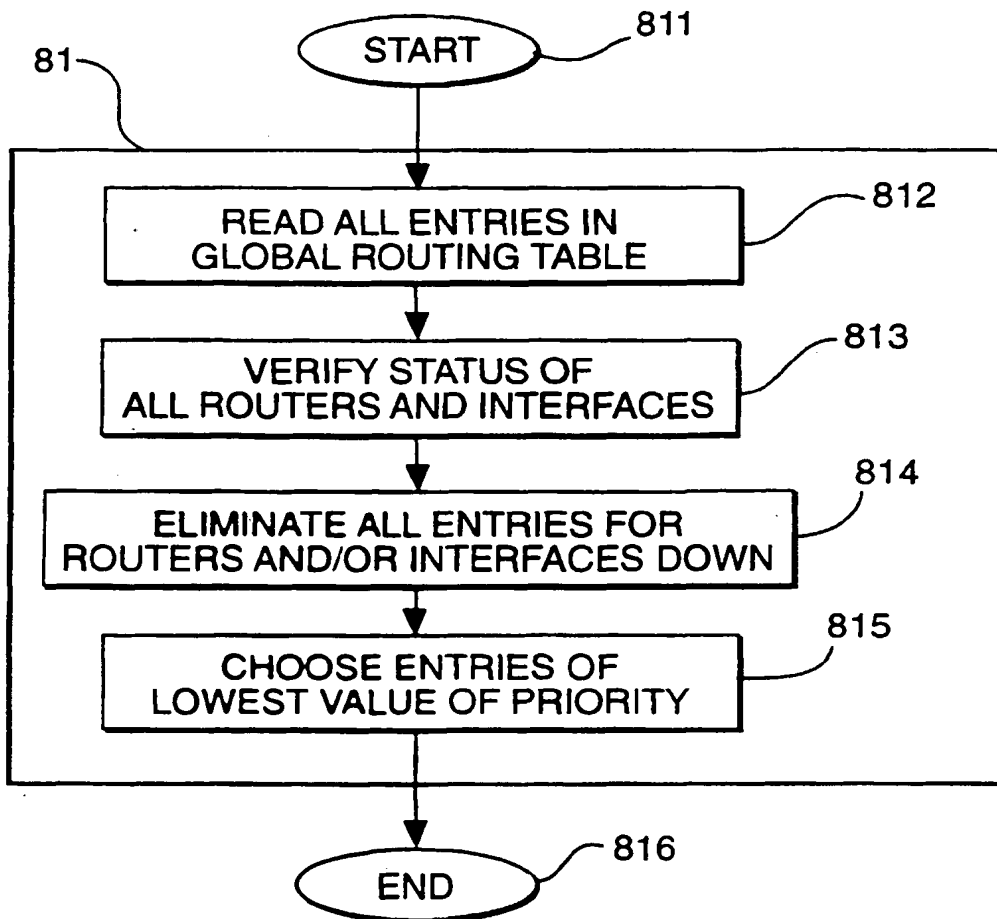 START
811
81
READ ALL ENTRIES IN
GLOBAL ROUTING TABLE
812
VERIFY STATUS OF
ALL ROUTERS AND INTERFACES
813
ELIMINATE ALL ENTRIES FOR
ROUTERS AND/OR INTERFACES DOWN
814
CHOOSE ENTRIES OF
LOWEST VALUE OF PRIORITY
815
END
816